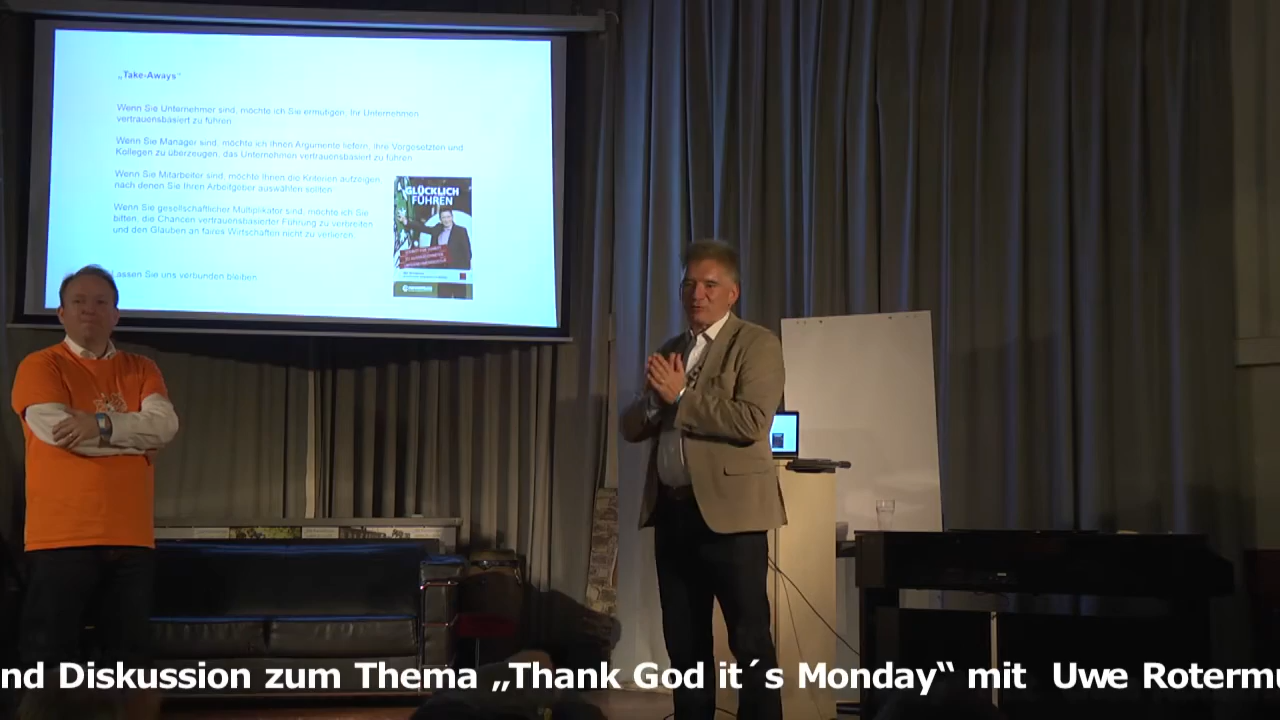 „Take-Aways“
Wenn Sie Unternehmer sind, möchte ich Sie ermutigen, Ihr Unternehmen
vertrauensbasiert zu führen.
Wenn Sie Manager sind, möchte ich Ihnen Argumente liefern, Ihre Vorgesetzten und
Kollegen zu überzeugen, das Unternehmen vertrauensbasiert zu führen.
Wenn Sie Mitarbeiter sind, möchte Ihnen die Kriterien aufzeigen,
nach denen Sie Ihren Arbeitgeber auswählen sollten.
Wenn Sie gesellschaftlicher Multiplikator sind, möchte ich Sie
bitten, die Chancen vertrauensbasierter Führung zu verbreiten
und den Glauben an faires Wirtschaften nicht zu verlieren.
GLÜCKLICH
FÜHREN
Lassen Sie uns verbunden bleiben
nd Diskussion zum Thema „Thank God it´s Monday“ mit Uwe Rotermu